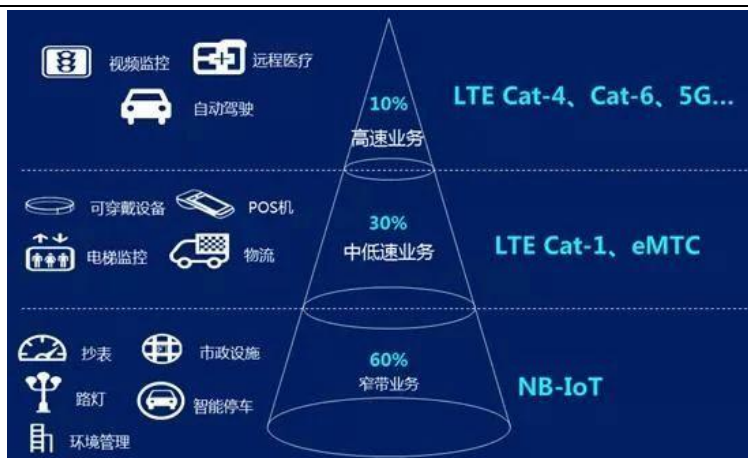 视频监控
远程医疗
自动驾驶
10%
高速业务
LTE Cat-4、Cat-6、5G...
可穿戴设备
POS机
电梯监控
物流
30%
中低速业务
LTE Cat-1、eMTC
抄表
市政设施
路灯
智能停车
环境管理
60%
窄带业务
NB-IoT